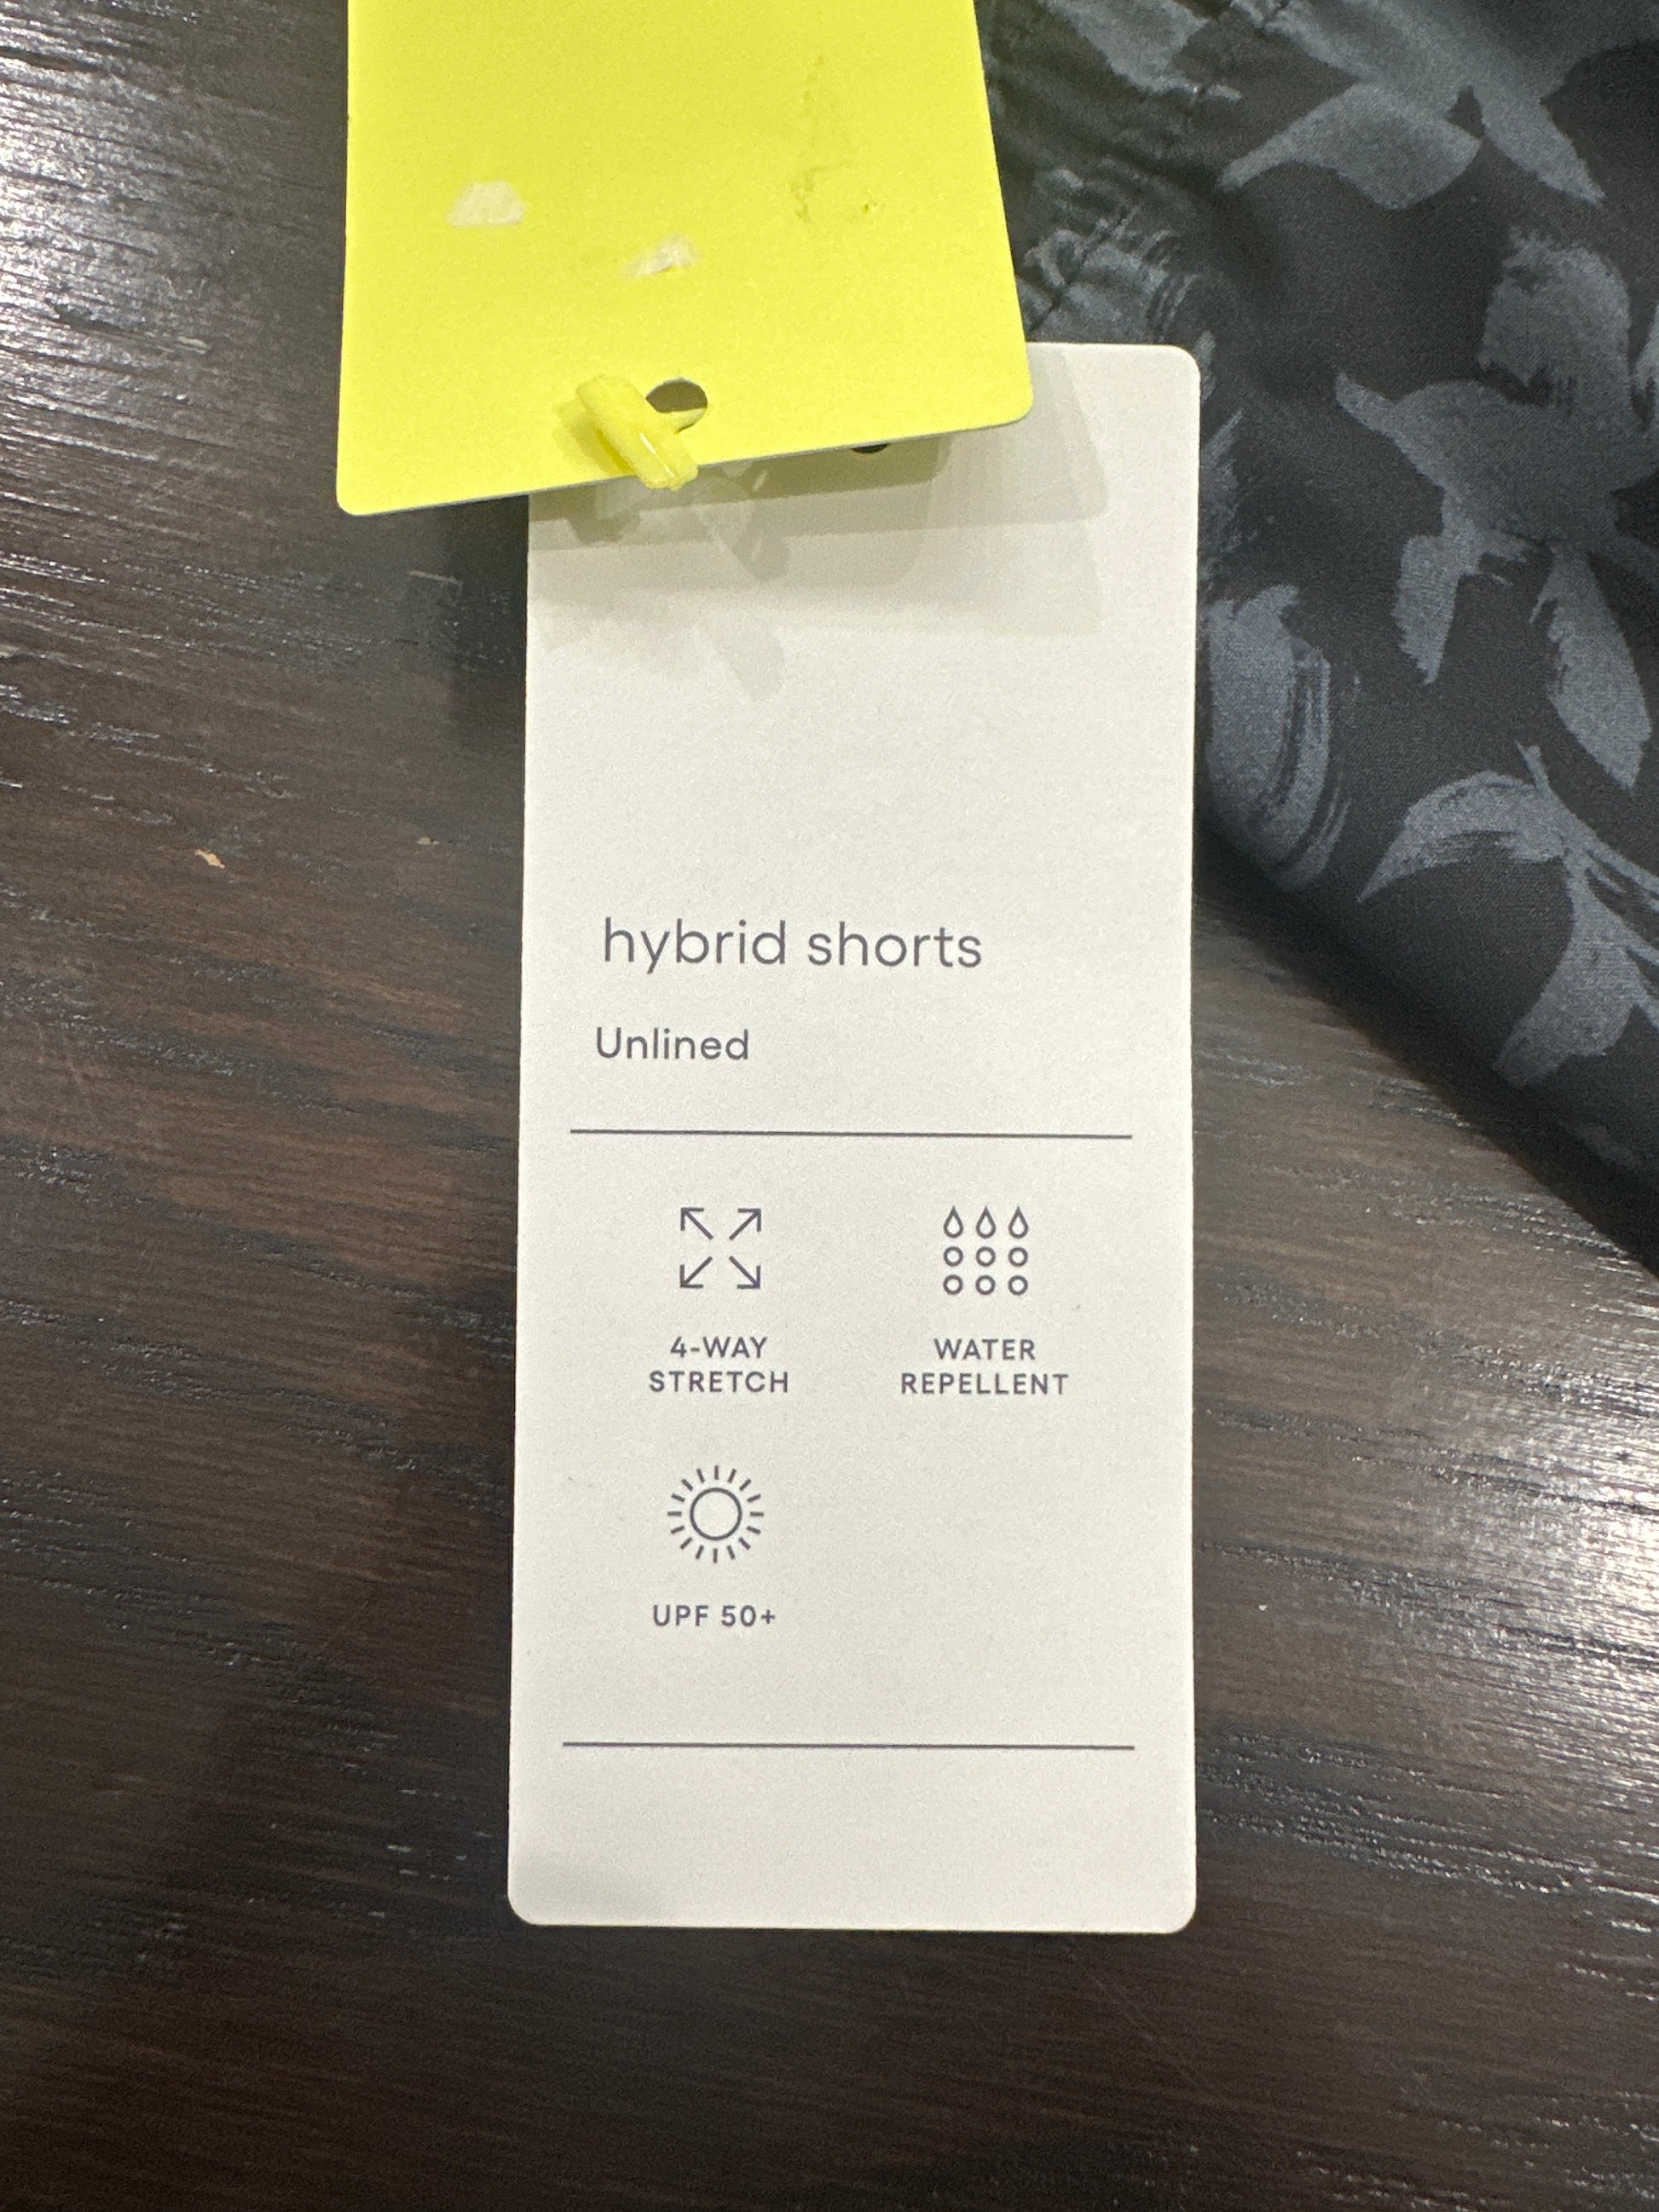 hybrid shorts
Unlined
4-WAY
STRETCH
WATER
REPELLENT
UPF 50+